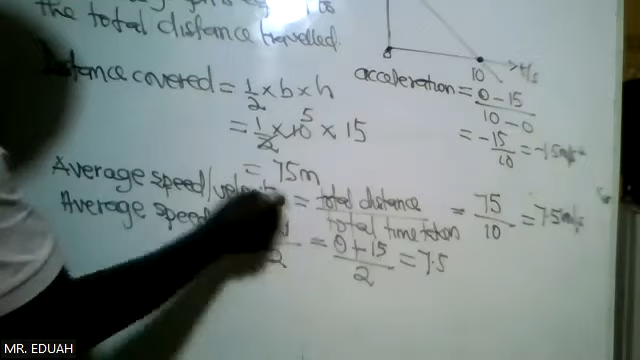 the total distance travelled.
distance covered = 1/2 × b × h
= 1/2 × 10 5 × 15
= 75m
10 t/s
acceleration = 0 - 15 / 10 - 0
= -15/10 = -1.5m/s²
Average speed/velocity = total distance / total time taken = 75/10 = 7.5m/s
Average speed
2 = 0 + 15 / 2 = 7.5
MR. EDUAH